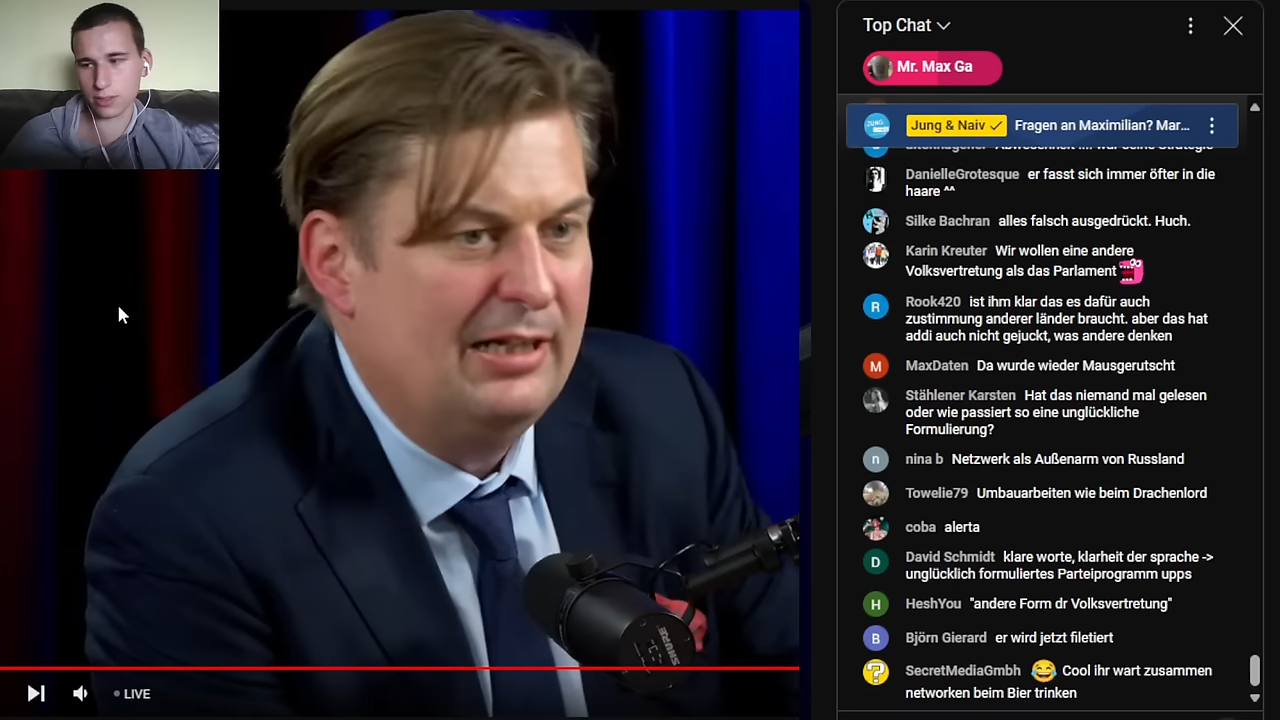 Top Chat
Mr. Max Ga
Jung & Naiv Fragen an Maximilian? Mar...
DanielleGrotesque er fasst sich immer öfter in die
haare ^^
Silke Bachran alles falsch ausgedrückt. Huch.
Karin Kreuter Wir wollen eine andere
Volksvertretung als das Parlament
R Rook420 ist ihm klar das es dafür auch
zustimmung anderer länder braucht. aber das hat
addi auch nicht gejuckt, was andere denken
M MaxDaten Da wurde wieder Mausgerutscht
Stählener Karsten Hat das niemand mal gelesen
oder wie passiert so eine unglückliche
Formulierung?
n nina b Netzwerk als Außenarm von Russland
Towelie79 Umbauarbeiten wie beim Drachenlord
coba alerta
D David Schmidt klare worte, klarheit der sprache ->
unglücklich formuliertes Parteiprogramm upps
H HeshYou "andere Form dr Volksvertretung"
B Björn Gierard er wird jetzt filetiert
? SecretMediaGmbh 😂 Cool ihr wart zusammen
networken beim Bier trinken
SHURE
LIVE